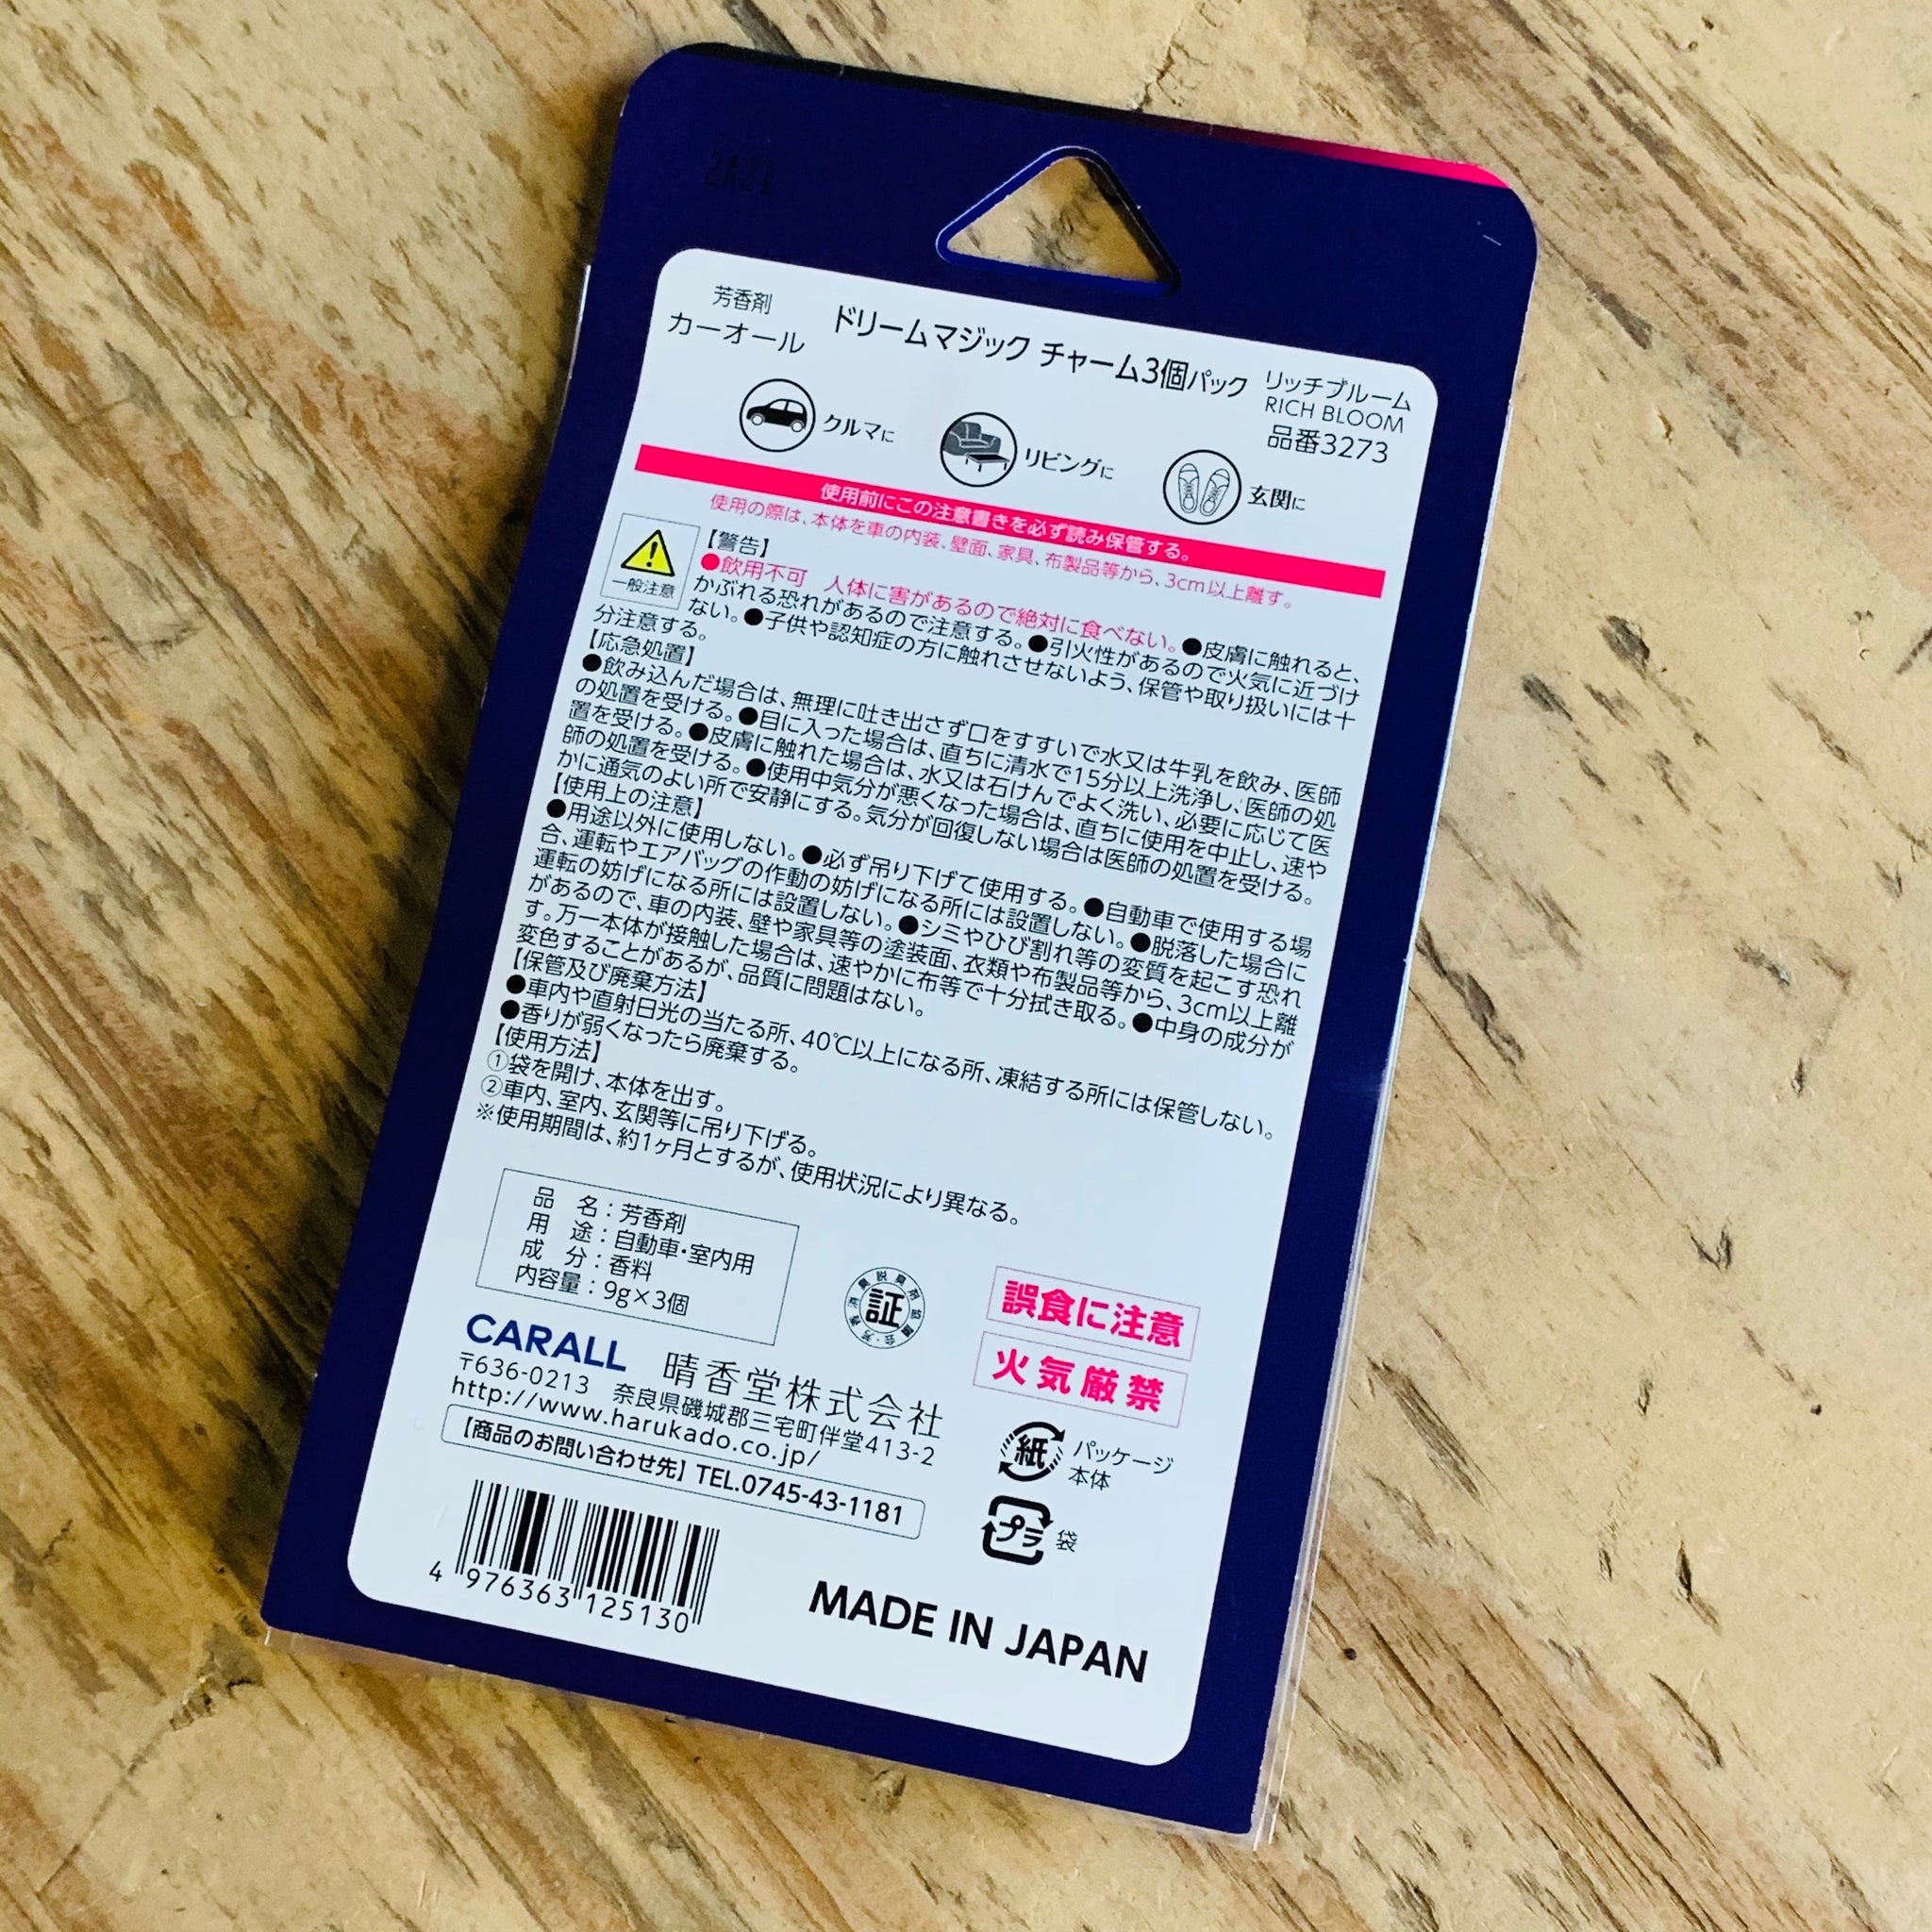 芳香剤
カーオール
ドリームマジック チャーム3個パック
リッチブルーム
RICH BLOOM
品番3273
クルマに
リビングに
玄関に
使用前にこの注意書きを必ず読み保管する。
使用の際は、本体を車の内装、壁面、家具、布製品等から、3cm以上離す。
一般注意
【警告】
●飲用不可 人体に害があるので絶対に食べない。●皮膚に触れると、
かぶれる恐れがあるので注意する。●引火性があるので火気に近づけ
ない。●子供や認知症の方に触れさせないよう、保管や取り扱いには十
分注意する。
【応急処置】
●飲み込んだ場合は、無理に吐き出さず口をすすいで水又は牛乳を飲み、医師
の処置を受ける。●目に入った場合は、直ちに清水で15分以上洗浄し、医師の処
置を受ける。●皮膚に触れた場合は、水又は石けんでよく洗い、必要に応じて医
師の処置を受ける。●使用中気分が悪くなった場合は、直ちに使用を中止し、速や
かに通気のよい所で安静にする。気分が回復しない場合は医師の処置を受ける。
【使用上の注意】
●用途以外に使用しない。●必ず吊り下げて使用する。●自動車で使用する場
合、運転やエアバッグの作動の妨げになる所には設置しない。●脱落した場合に
運転の妨げになる所には設置しない。●シミやひび割れ等の変質を起こす恐れ
があるので、車の内装、壁や家具等の塗装面、衣類や布製品等から、3cm以上離
す。万一本体が接触した場合は、速やかに布等で十分拭き取る。●中身の成分が
変色することがあるが、品質に問題はない。
【保管及び廃棄方法】
●車内や直射日光の当たる所、40℃以上になる所、凍結する所には保管しない。
●香りが弱くなったら廃棄する。
【使用方法】
①袋を開け、本体を出す。
②車内、室内、玄関等に吊り下げる。
※使用期間は、約1ヶ月とするが、使用状況により異なる。
品 名：芳香剤
用 途：自動車・室内用
成 分：香料
内容量：9g×3個
証
誤食に注意
火気厳禁
CARALL 晴香堂株式会社
〒636-0213 奈良県磯城郡三宅町伴堂413-2
http://www.harukado.co.jp/
【商品のお問い合わせ先】TEL.0745-43-1181
紙 パッケージ
本体
プラ 袋
4 976363 125130
MADE IN JAPAN